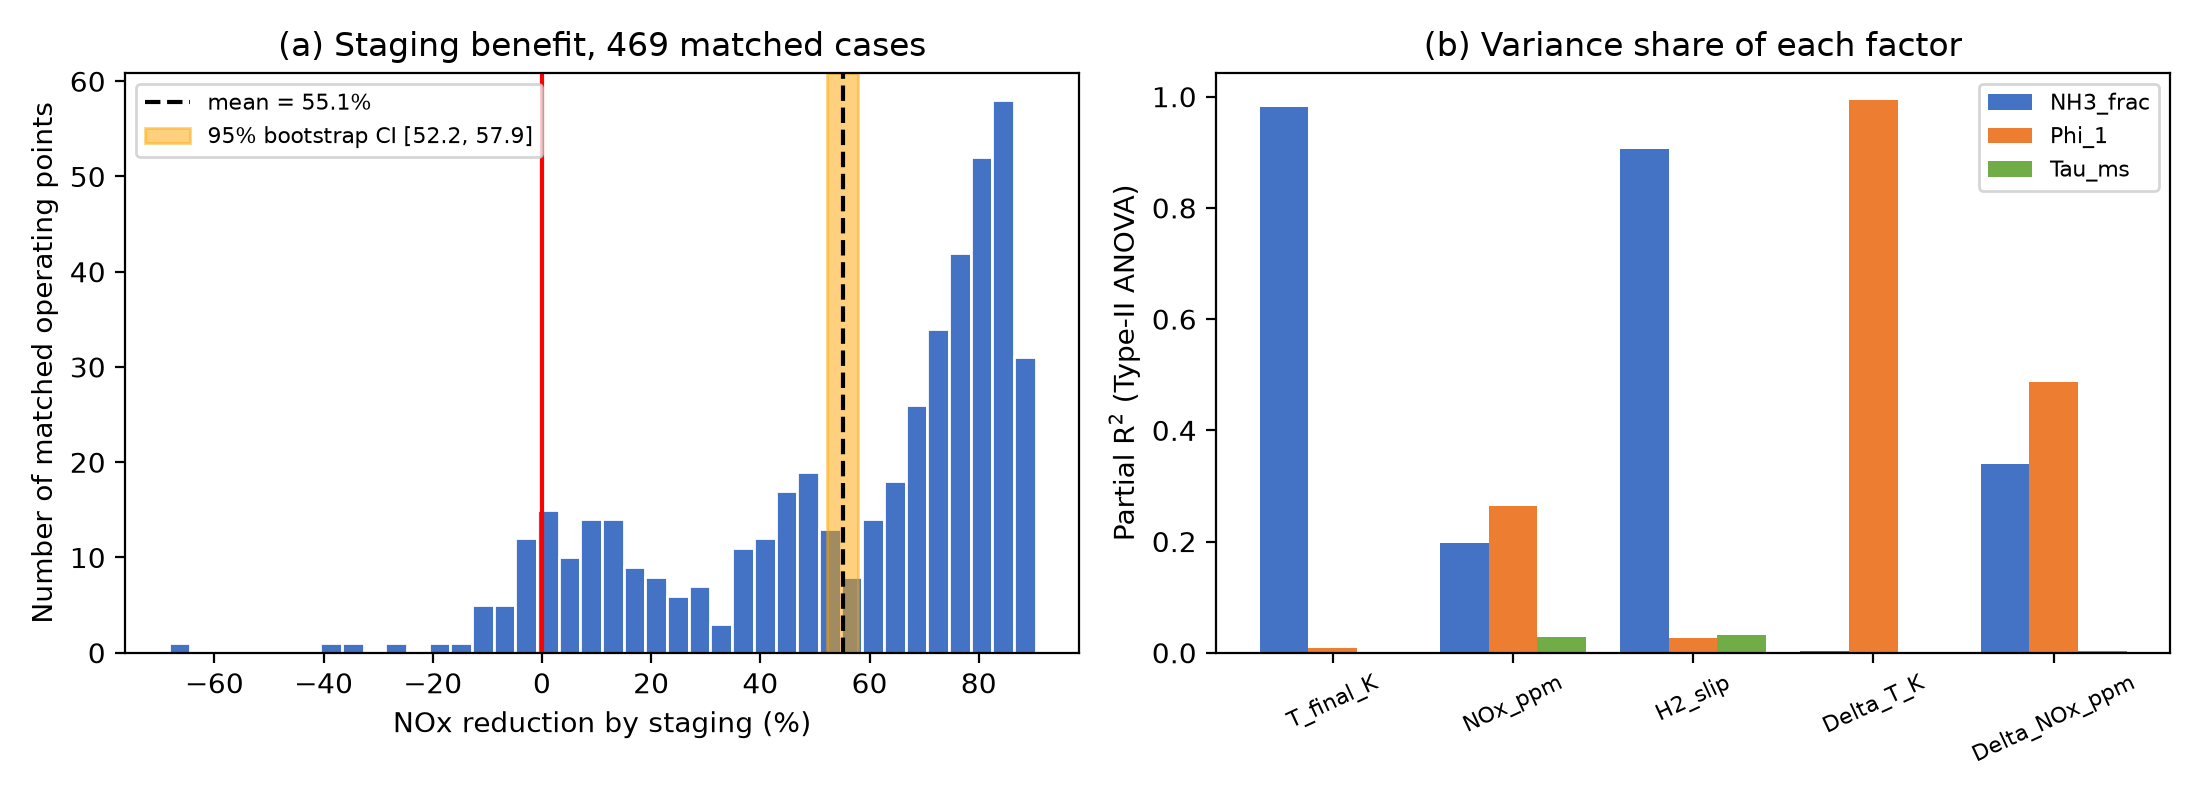 (a) Staging benefit, 469 matched cases
Number of matched operating points
60
50
40
30
20
10
0
mean = 55.1%
95% bootstrap CI [52.2, 57.9]
−60
−40
−20
0
20
40
60
80
NOx reduction by staging (%)
(b) Variance share of each factor
Partial R² (Type-II ANOVA)
1.0
0.8
0.6
0.4
0.2
0.0
NH3_frac
Phi_1
Tau_ms
T_final_K
NOx_ppm
H2_slip
Delta_T_K
Delta_NOx_ppm